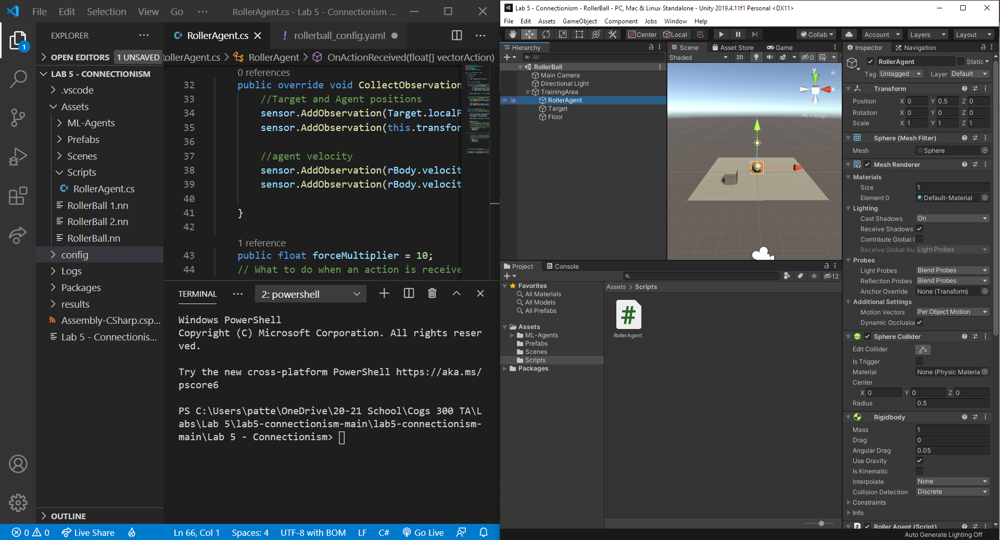 File Edit Selection View Go ··· RollerAgent.cs - Lab 5 - Connectionism ...
1
EXPLORER ···
OPEN EDITORS 1 UNSAVED
LAB 5 - CONNECTIONISM
.vscode
Assets
ML-Agents
Prefabs
Scenes
Scripts
RollerAgent.cs
RollerBall 1.nn
RollerBall 2.nn
RollerBall.nn
config
Logs
Packages
results
Assembly-CSharp.csp...
Lab 5 - Connectionis...
OUTLINE
C# RollerAgent.cs ! rollerball_config.yaml ● ···
RollerAgent.cs > RollerAgent > OnActionReceived(float[] vectorAction)
0 references
32 public override void CollectObservation
33 //Target and Agent positions
34 sensor.AddObservation(Target.localP
35 sensor.AddObservation(this.transfor
36
37 //agent velocity
38 sensor.AddObservation(rBody.velocit
39 sensor.AddObservation(rBody.velocit
40
41 }
42
1 reference
43 public float forceMultiplier = 10;
44 // What to do when an action is receive
TERMINAL ··· 2: powershell
Windows PowerShell
Copyright (C) Microsoft Corporation. All rights reser
ved.
Try the new cross-platform PowerShell https://aka.ms/
pscore6
PS C:\Users\patte\OneDrive\20-21 School\Cogs 300 TA\L
abs\Lab 5\lab5-connectionism-main\lab5-connectionism-
main\Lab 5 - Connectionism>
0 0 Live Share Ln 66, Col 1 Spaces: 4 UTF-8 with BOM LF C# Go Live
Lab 5 - Connectionism - RollerBall - PC, Mac & Linux Standalone - Unity 2019.4.11f1 Personal <DX11>
File Edit Assets GameObject Component Jobs Window Help
Center Local Collab Account Layers Layout
Hierarchy
All
RollerBall
Main Camera
Directional Light
TrainingArea
RollerAgent
Target
Floor
Scene Asset Store Game
Shaded 2D 0
y
x
Persp
Project Console
12
Favorites
All Materials
All Models
All Prefabs
Assets
ML-Agents
Prefabs
Scenes
Scripts
Packages
Assets > Scripts
#
RollerAgent
Inspector Navigation
RollerAgent Static
Tag Untagged Layer Default
Transform
Position X 0 Y 0.5 Z 0
Rotation X 0 Y 0 Z 0
Scale X 1 Y 1 Z 1
Sphere (Mesh Filter)
Mesh Sphere
Mesh Renderer
Materials
Size 1
Element 0 Default-Material
Lighting
Cast Shadows On
Receive Shadows
Contribute Global I
Receive Global Illu Light Probes
Probes
Light Probes Blend Probes
Reflection Probes Blend Probes
Anchor Override None (Transform)
Additional Settings
Motion Vectors Per Object Motion
Dynamic Occlusion
Sphere Collider
Edit Collider
Is Trigger
Material None (Physic Materia
Center
X 0 Y 0 Z 0
Radius 0.5
Rigidbody
Mass 1
Drag 0
Angular Drag 0.05
Use Gravity
Is Kinematic
Interpolate None
Collision Detection Discrete
Constraints
Info
# Roller Agent (Script)
Auto Generate Lighting Off